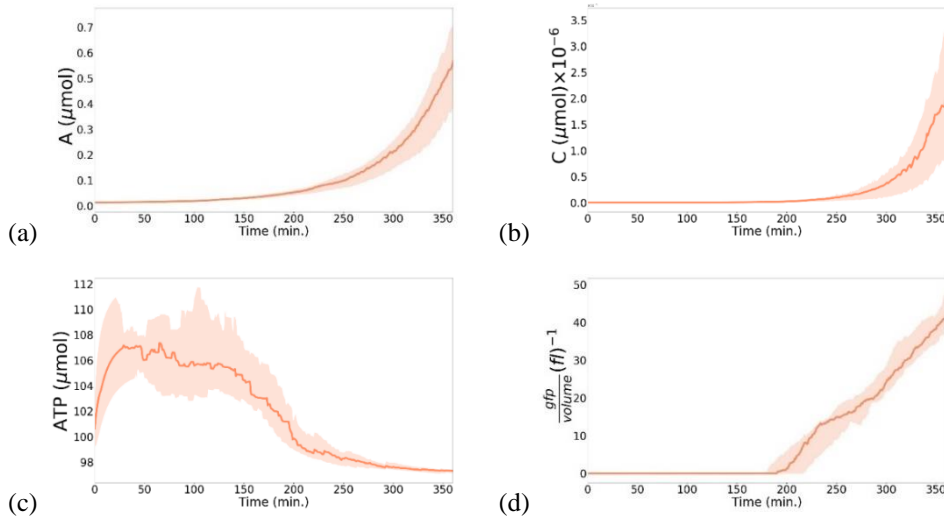 0.7
0.6
0.5
0.4
0.3
0.2
0.1
0.0
A (μmol)
0 50 100 150 200 250 300 350
Time (min.)
(a)
3.5
3.0
2.5
2.0
1.5
1.0
0.5
0.0
C (μmol)×10⁻⁶
0 50 100 150 200 250 300 350
Time (min.)
(b)
112
110
108
106
104
102
100
98
ATP (μmol)
0 50 100 150 200 250 300 350
Time (min.)
(c)
50
40
30
20
10
0
gfp
volume (fl)⁻¹
0 50 100 150 200 250 300 350
Time (min.)
(d)